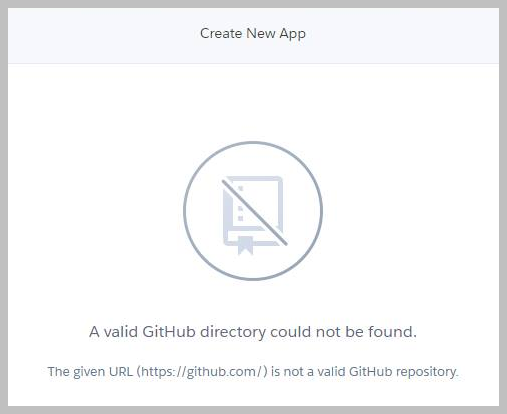 Create New App
A valid GitHub directory could not be found.
The given URL (https://github.com/) is not a valid GitHub repository.